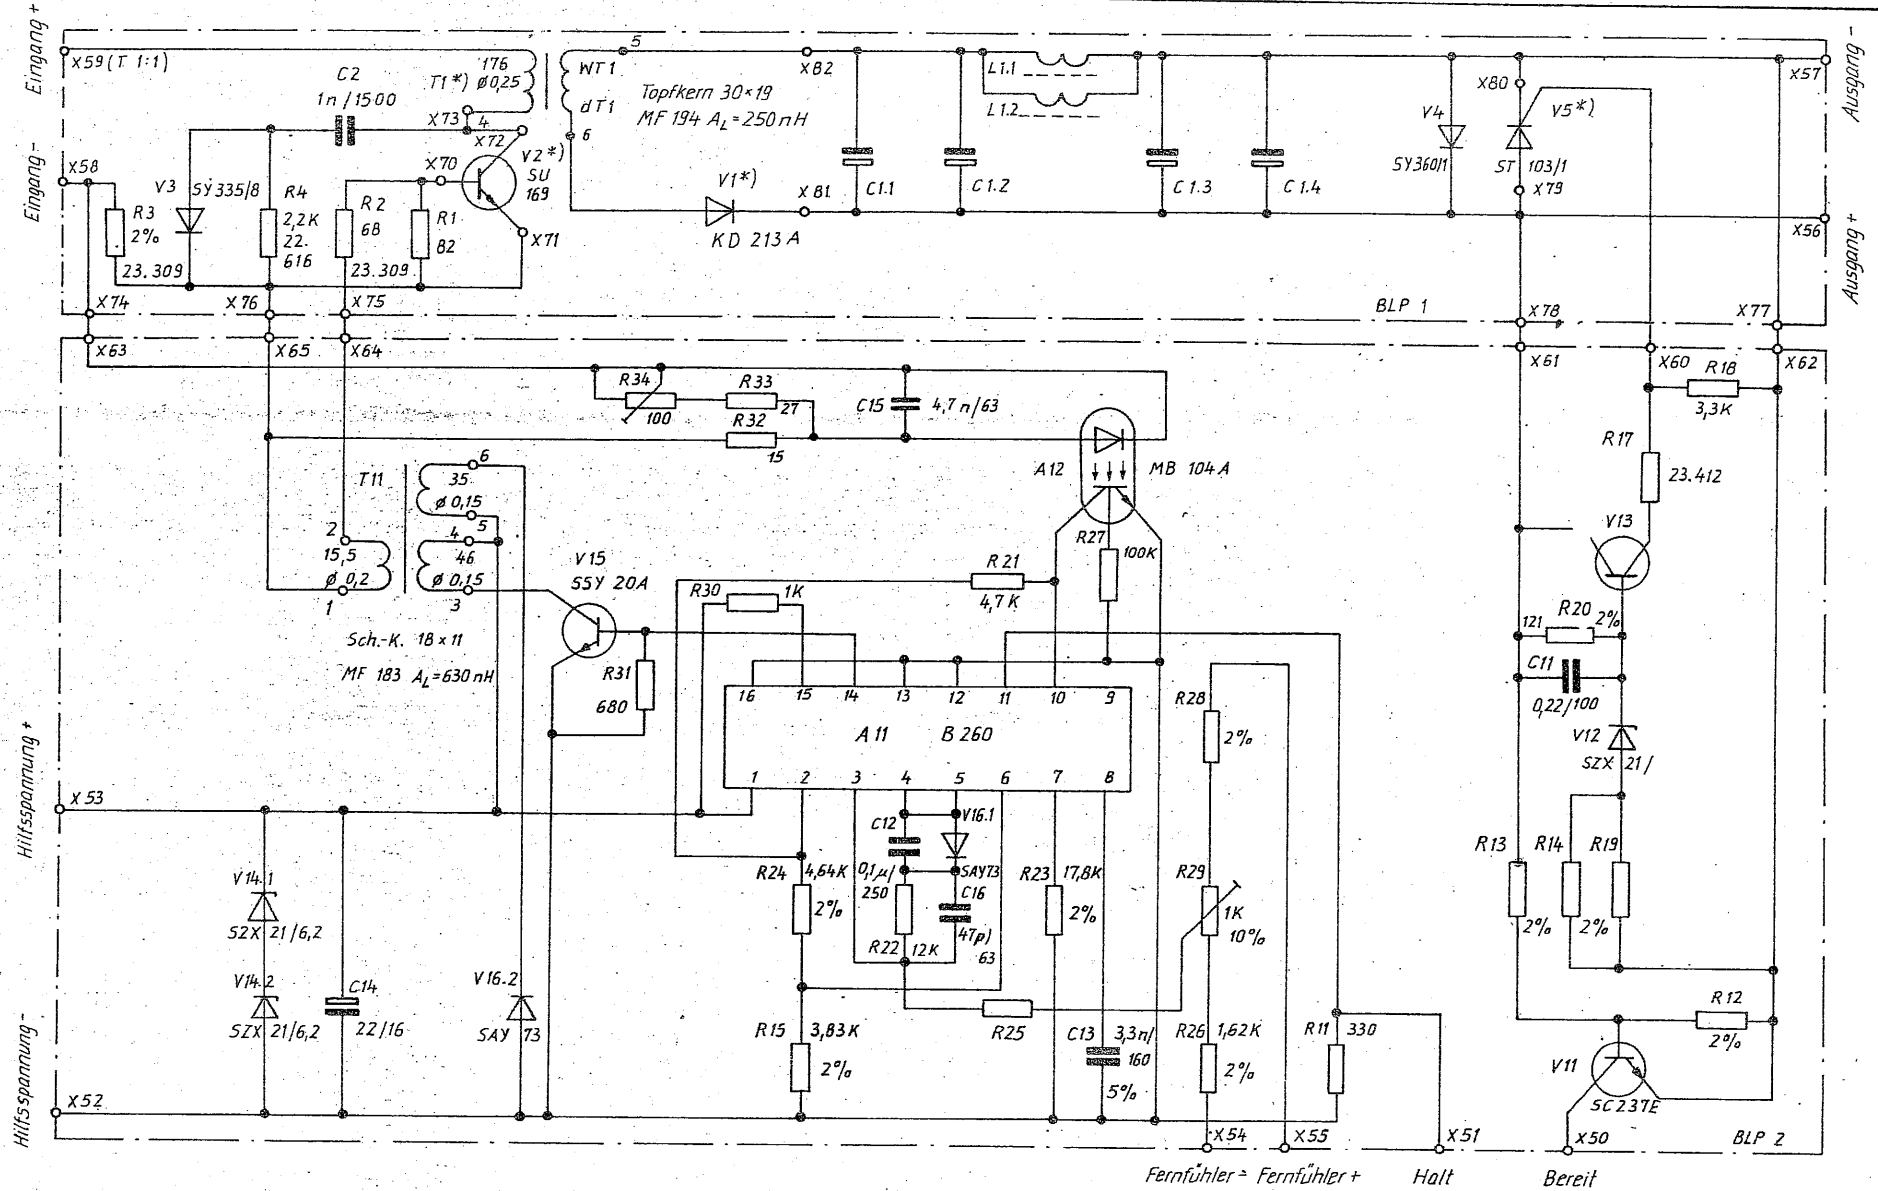 Eingang +
Eingang -
X59 (T 1:1)
C2
1n/1500
T1*)
176
ø0,25
X73
4
X72
5
WT1
dT1
6
Topfkern 30×19
MF 194 A_L=250 nH
X82
L1.1
L1.2
X57
Ausgang -
X58
V3
SY 335/8
R3
2%
23.309
R4
2,2K
22.
616
R2
68
23.309
X70
R1
82
V2*)
SU
169
X71
V1*)
KD 213 A
X81
C1.1
C1.2
C1.3
C1.4
V4
SY360/1
X80
V5*)
ST 103/1
X79
X56
Ausgang +
X74
X76
X75
BLP 1
X78
X77
X63
X65
X64
X61
X60
X62
R34
100
R33
27
R32
15
C15
4,7n/63
R18
3,3K
R17
23.412
A12
MB 104A
T11
6
35
ø 0,15
5
4
46
ø 0,15
3
2
15,5
ø 0,2
1
Sch.-K. 18×11
MF 183 A_L=630 nH
V15
SSY 20A
R30
1K
R21
4,7K
R27
100K
V13
R31
680
121
R20
2%
C11
0,22/100
V12
SZX 21/
16 15 14 13 12 11 10 9
A11 B260
1 2 3 4 5 6 7 8
R28
2%
Hilfsspannung +
X53
V14.1
SZX 21/6,2
V14.2
SZX 21/6,2
C14
22/16
V16.2
SAY 73
R24
4,64K
2%
C12
0,1µ/
250
V16.1
SAY73
C16
47p/
63
R22
12K
R23
17,8K
2%
R29
1K
10%
R13
2%
R14
2%
R19
R25
R15
3,83K
2%
C13
3,3n/
160
5%
R26
1,62K
2%
R11
330
R12
2%
V11
SC237E
Hilfsspannung -
X52
X54
X55
X51
X50
BLP 2
Fernfühler - Fernfühler + Halt Bereit